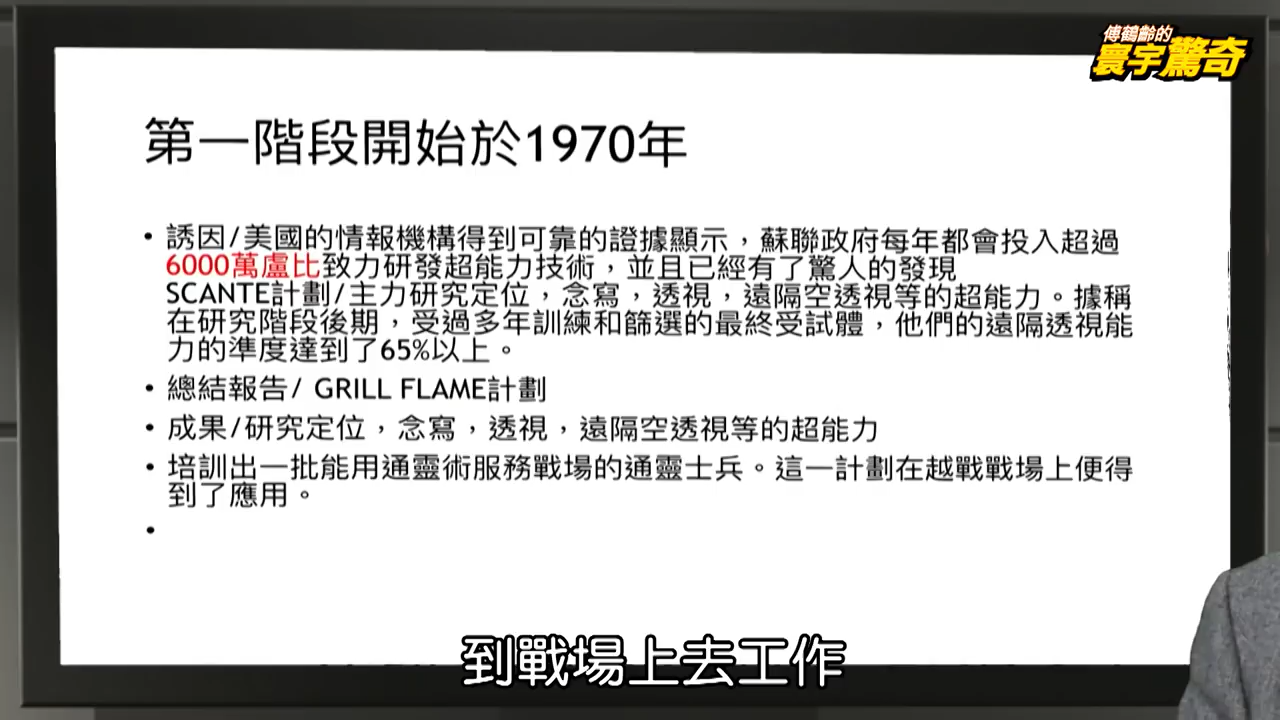 傅鶴齡的
寰宇驚奇
第一階段開始於1970年
• 誘因/美國的情報機構得到可靠的證據顯示，蘇聯政府每年都會投入超過
6000萬盧比致力研發超能力技術，並且已經有了驚人的發現
SCANTE計劃/主力研究定位，念寫，透視，遠隔空透視等的超能力。據稱
在研究階段後期，受過多年訓練和篩選的最終受試體，他們的遠隔透視能
力的準度達到了65%以上。
• 總結報告/ GRILL FLAME計劃
• 成果/研究定位，念寫，透視，遠隔空透視等的超能力
• 培訓出一批能用通靈術服務戰場的通靈士兵。這一計劃在越戰戰場上便得
到了應用。
•
到戰場上去工作